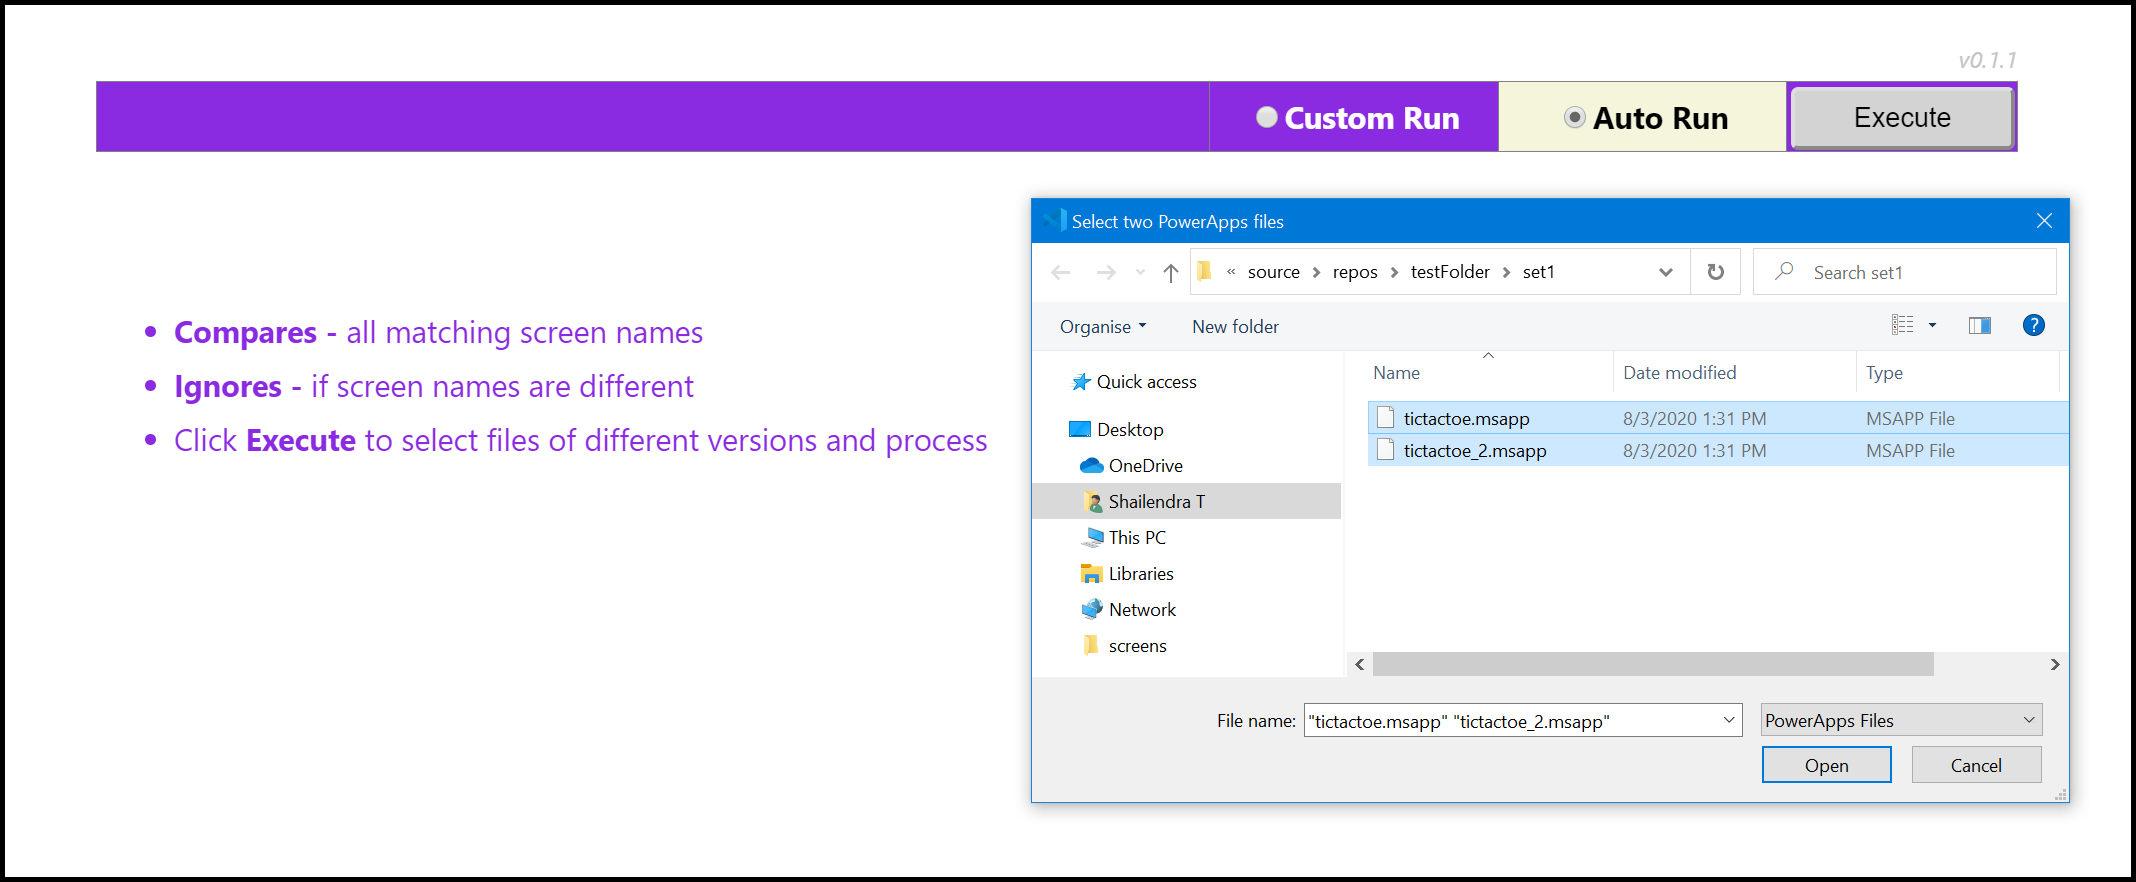 v0.1.1
Custom Run Auto Run Execute
• Compares - all matching screen names
• Ignores - if screen names are different
• Click Execute to select files of different versions and process
Select two PowerApps files
« source > repos > testFolder > set1
Search set1
Organise New folder
Name Date modified Type
Quick access
Desktop
OneDrive
Shailendra T
This PC
Libraries
Network
screens
tictactoe.msapp 8/3/2020 1:31 PM MSAPP File
tictactoe_2.msapp 8/3/2020 1:31 PM MSAPP File
File name: "tictactoe.msapp" "tictactoe_2.msapp" PowerApps Files
Open Cancel